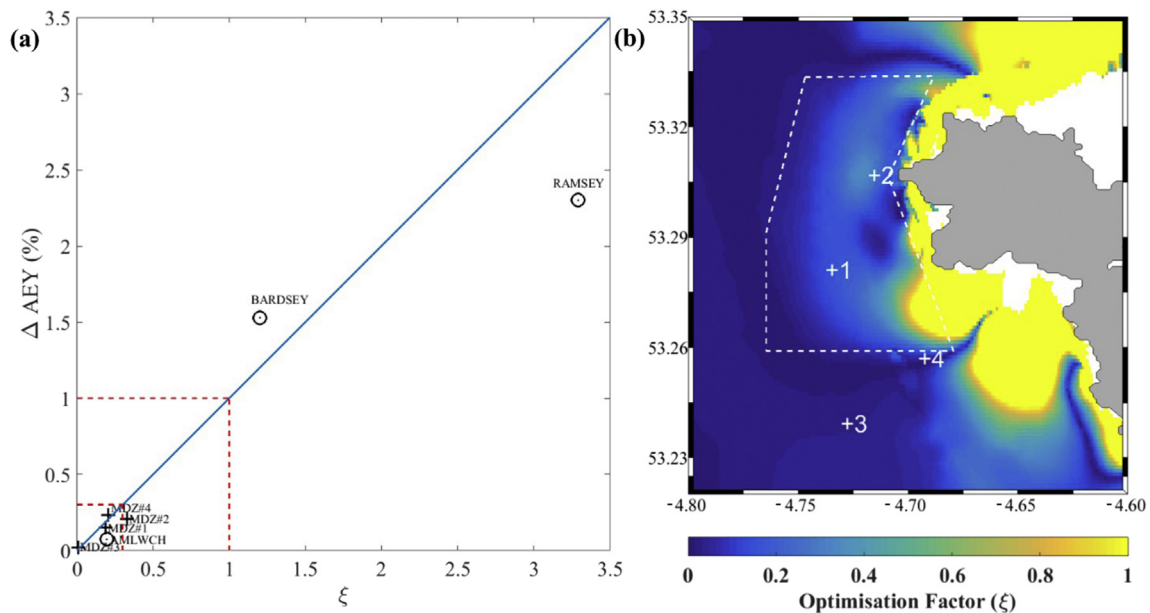 (a)
3.5
3
2.5
2
1.5
1
0.5
0
Δ AEY (%)
RAMSEY
BARDSEY
MDZ#4
MDZ#2
MDZ#1
AMLWCH
MDZ#3
0 0.5 1 1.5 2 2.5 3 3.5
ξ
(b)
53.35
53.32
53.29
53.26
53.23
+2
+1
+4
+3
-4.80 -4.75 -4.70 -4.65 -4.60
0 0.2 0.4 0.6 0.8 1
Optimisation Factor (ξ)